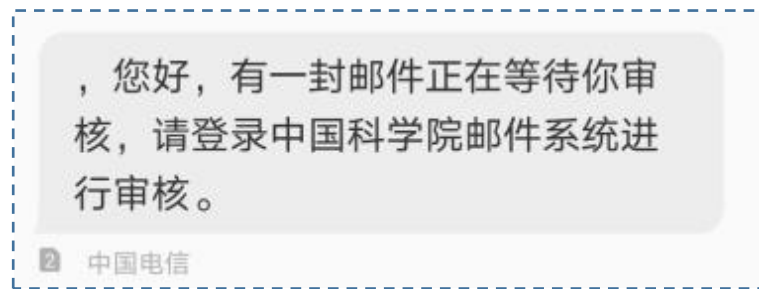 ，您好，有一封邮件正在等待你审
核，请登录中国科学院邮件系统进
行审核。
2 中国电信